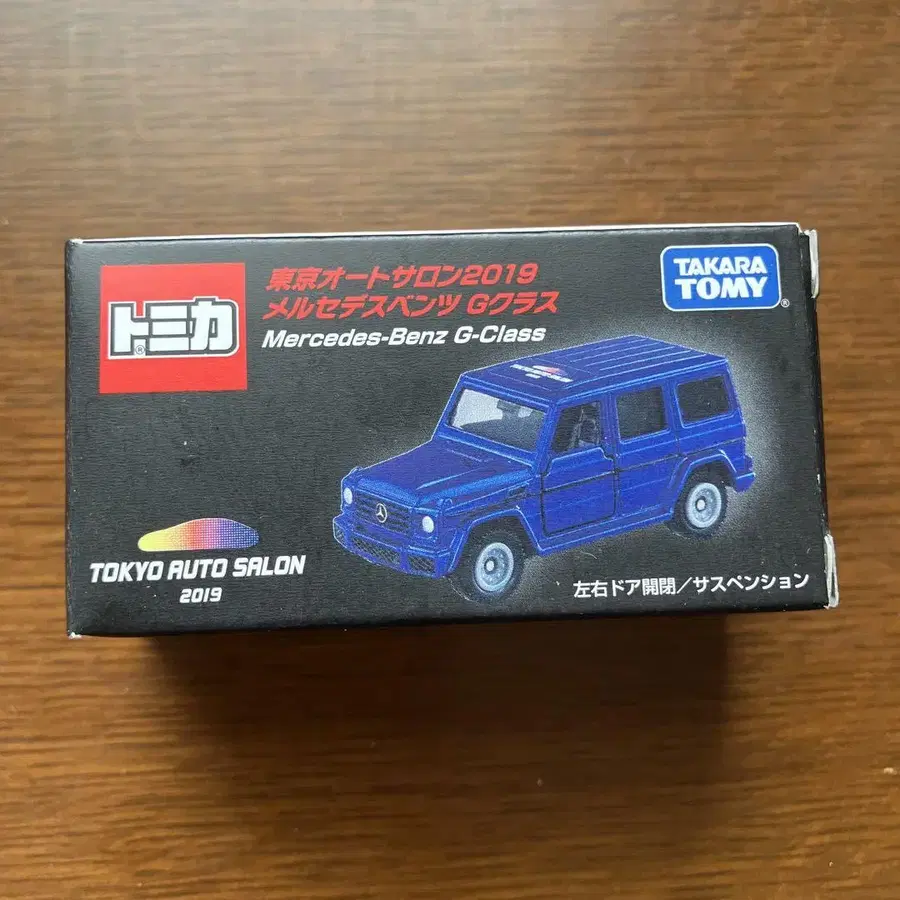 トミカ
®
東京オートサロン2019
メルセデスベンツ Gクラス
Mercedes-Benz G-Class
TAKARA
TOMY
®
TOKYO AUTO SALON
2019
左右ドア開閉／サスペンション